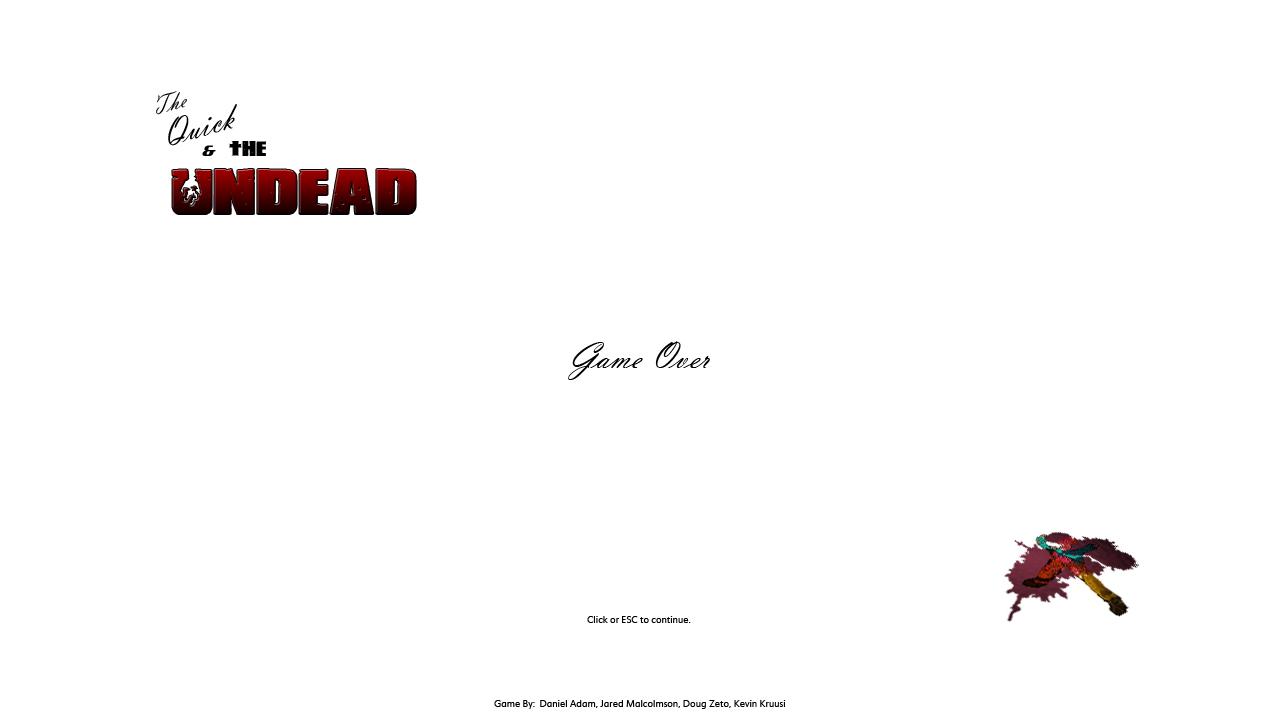 The
Quick
& THE
UNDEAD
Game Over
Click or ESC to continue.
Game By:  Daniel Adam, Jared Malcolmson, Doug Zeto, Kevin Kruusi